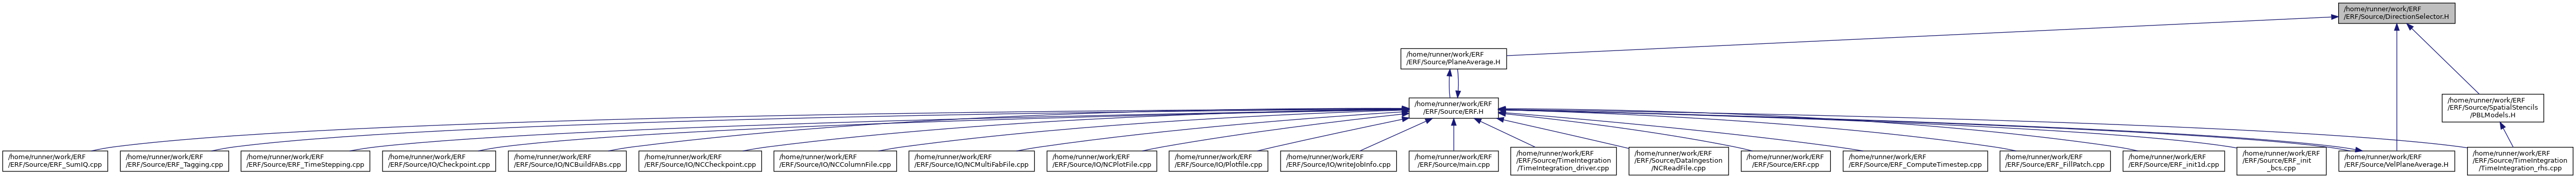 /home/runner/work/ERF
/ERF/Source/DirectionSelector.H
/home/runner/work/ERF
/ERF/Source/PlaneAverage.H
/home/runner/work/ERF
/ERF/Source/ERF.H
/home/runner/work/ERF
/ERF/Source/SpatialStencils
/PBLModels.H
/home/runner/work/ERF
/ERF/Source/ERF_SumIQ.cpp
/home/runner/work/ERF
/ERF/Source/ERF_Tagging.cpp
/home/runner/work/ERF
/ERF/Source/ERF_TimeStepping.cpp
/home/runner/work/ERF
/ERF/Source/IO/Checkpoint.cpp
/home/runner/work/ERF
/ERF/Source/IO/NCBuildFABs.cpp
/home/runner/work/ERF
/ERF/Source/IO/NCCheckpoint.cpp
/home/runner/work/ERF
/ERF/Source/IO/NCColumnFile.cpp
/home/runner/work/ERF
/ERF/Source/IO/NCMultiFabFile.cpp
/home/runner/work/ERF
/ERF/Source/IO/NCPlotFile.cpp
/home/runner/work/ERF
/ERF/Source/IO/Plotfile.cpp
/home/runner/work/ERF
/ERF/Source/IO/writeJobInfo.cpp
/home/runner/work/ERF
/ERF/Source/main.cpp
/home/runner/work/ERF
/ERF/Source/TimeIntegration
/TimeIntegration_driver.cpp
/home/runner/work/ERF
/ERF/Source/DataIngestion
/NCReadFile.cpp
/home/runner/work/ERF
/ERF/Source/ERF.cpp
/home/runner/work/ERF
/ERF/Source/ERF_ComputeTimestep.cpp
/home/runner/work/ERF
/ERF/Source/ERF_FillPatch.cpp
/home/runner/work/ERF
/ERF/Source/ERF_init1d.cpp
/home/runner/work/ERF
/ERF/Source/ERF_init
_bcs.cpp
/home/runner/work/ERF
/ERF/Source/VelPlaneAverage.H
/home/runner/work/ERF
/ERF/Source/TimeIntegration
/TimeIntegration_rhs.cpp